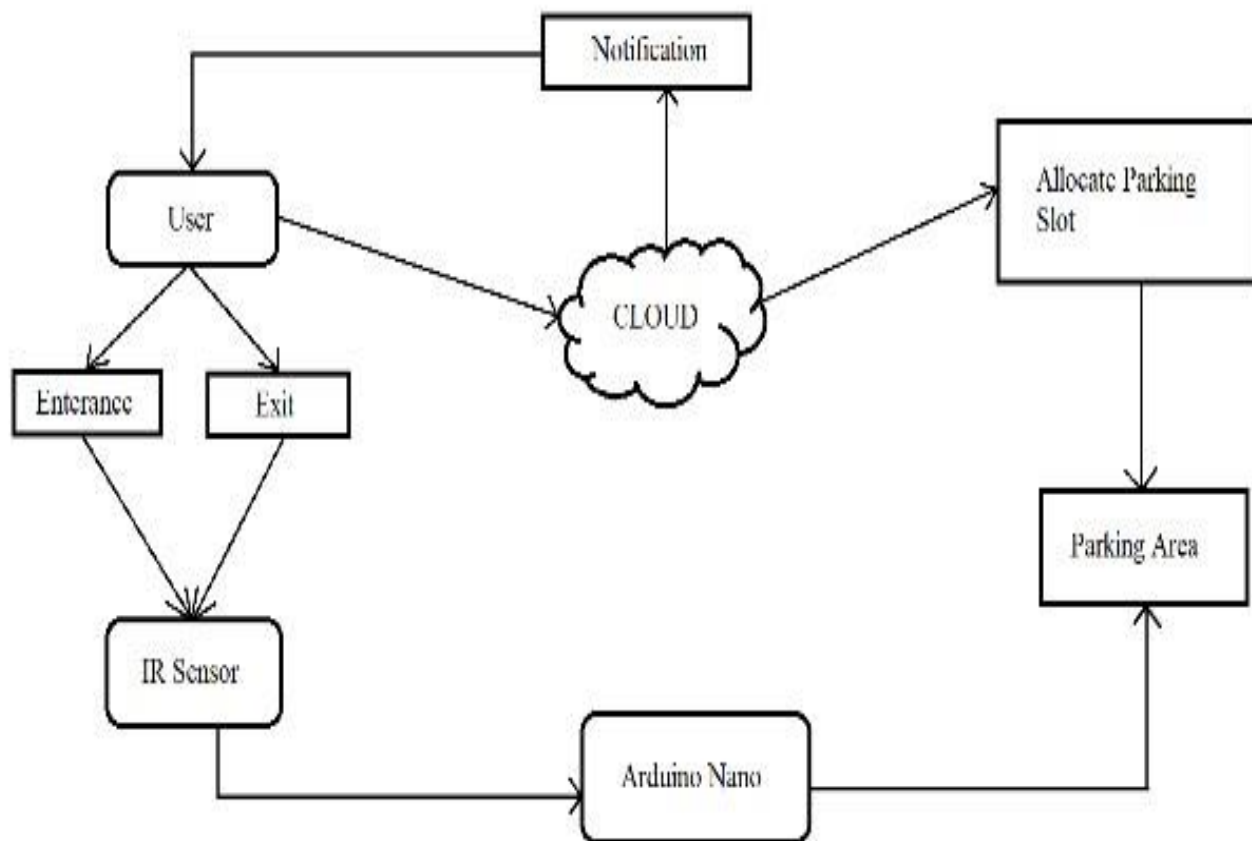 Notification
Allocate Parking
Slot
User
CLOUD
Enterance
Exit
Parking Area
IR Sensor
Arduino Nano